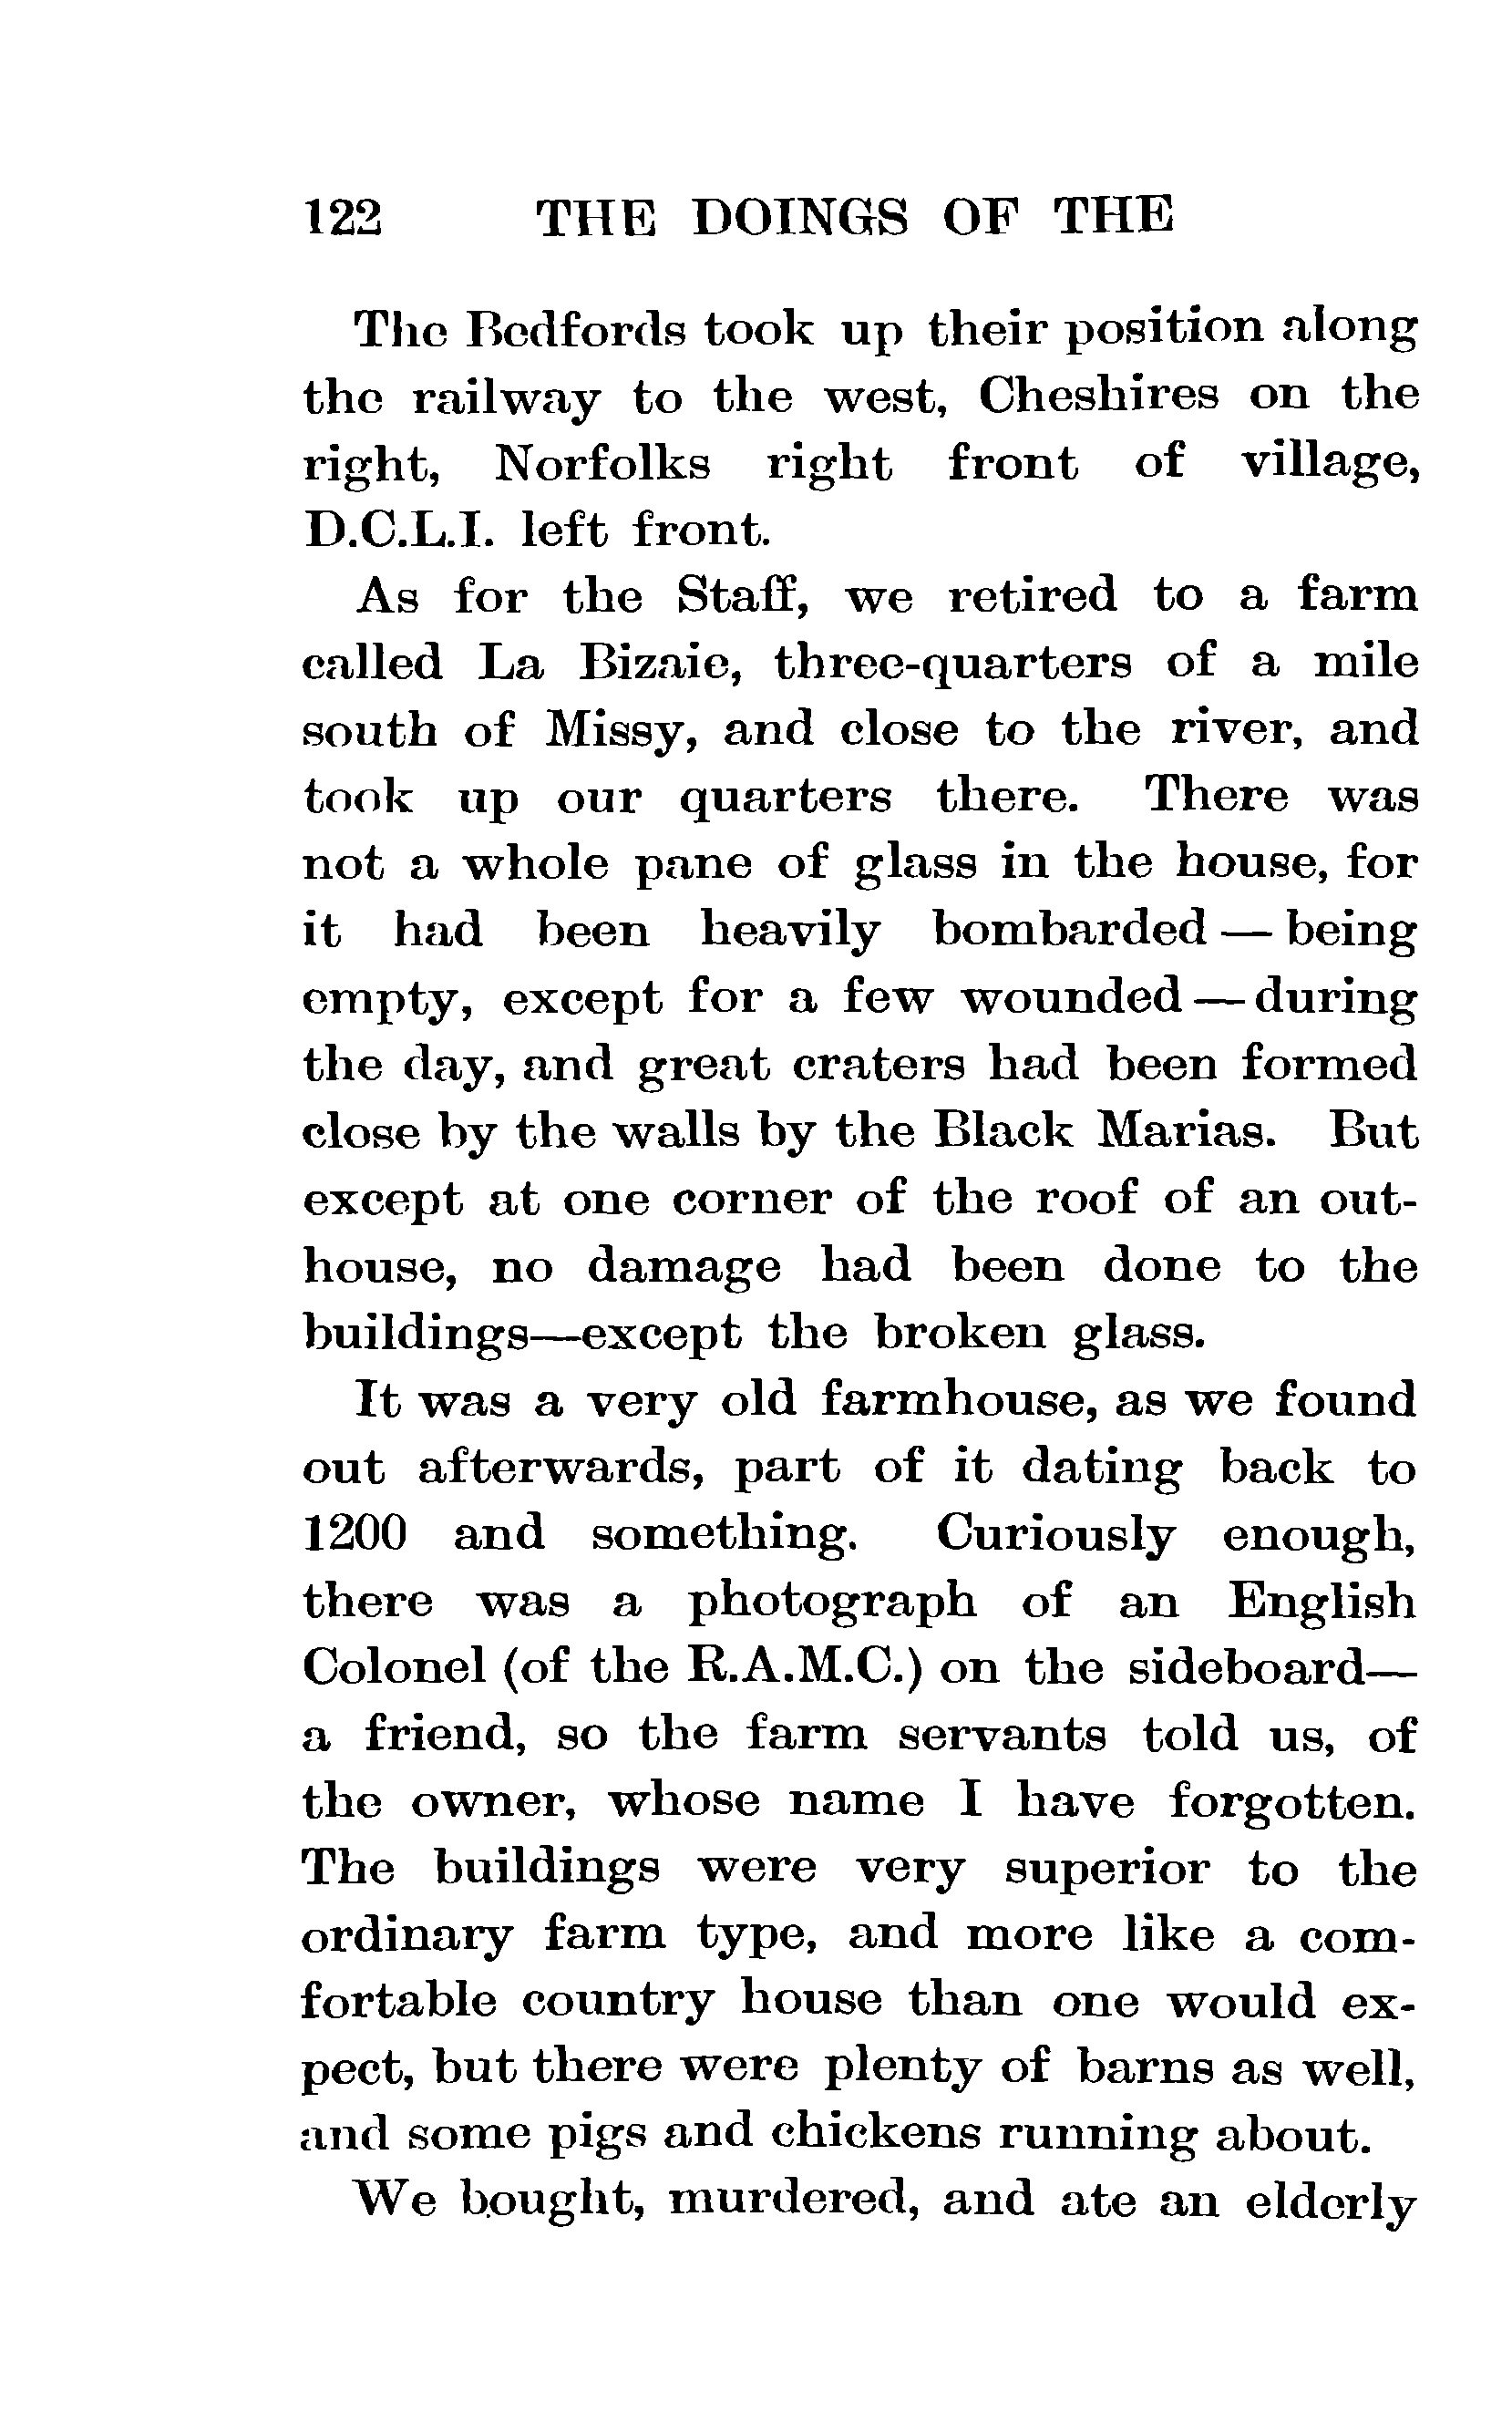 122 THE DOINGS OF THE
The Bedfords took up their position along
the railway to the west, Cheshires on the
right, Norfolks right front of village,
D.C.L.I. left front.
As for the Staff, we retired to a farm
called La Bizaie, three-quarters of a mile
south of Missy, and close to the river, and
took up our quarters there. There was
not a whole pane of glass in the house, for
it had been heavily bombarded — being
empty, except for a few wounded — during
the day, and great craters had been formed
close by the walls by the Black Marias. But
except at one corner of the roof of an out-
house, no damage had been done to the
buildings—except the broken glass.
It was a very old farmhouse, as we found
out afterwards, part of it dating back to
1200 and something. Curiously enough,
there was a photograph of an English
Colonel (of the R.A.M.C.) on the sideboard—
a friend, so the farm servants told us, of
the owner, whose name I have forgotten.
The buildings were very superior to the
ordinary farm type, and more like a com-
fortable country house than one would ex-
pect, but there were plenty of barns as well,
and some pigs and chickens running about.
We bought, murdered, and ate an elderly